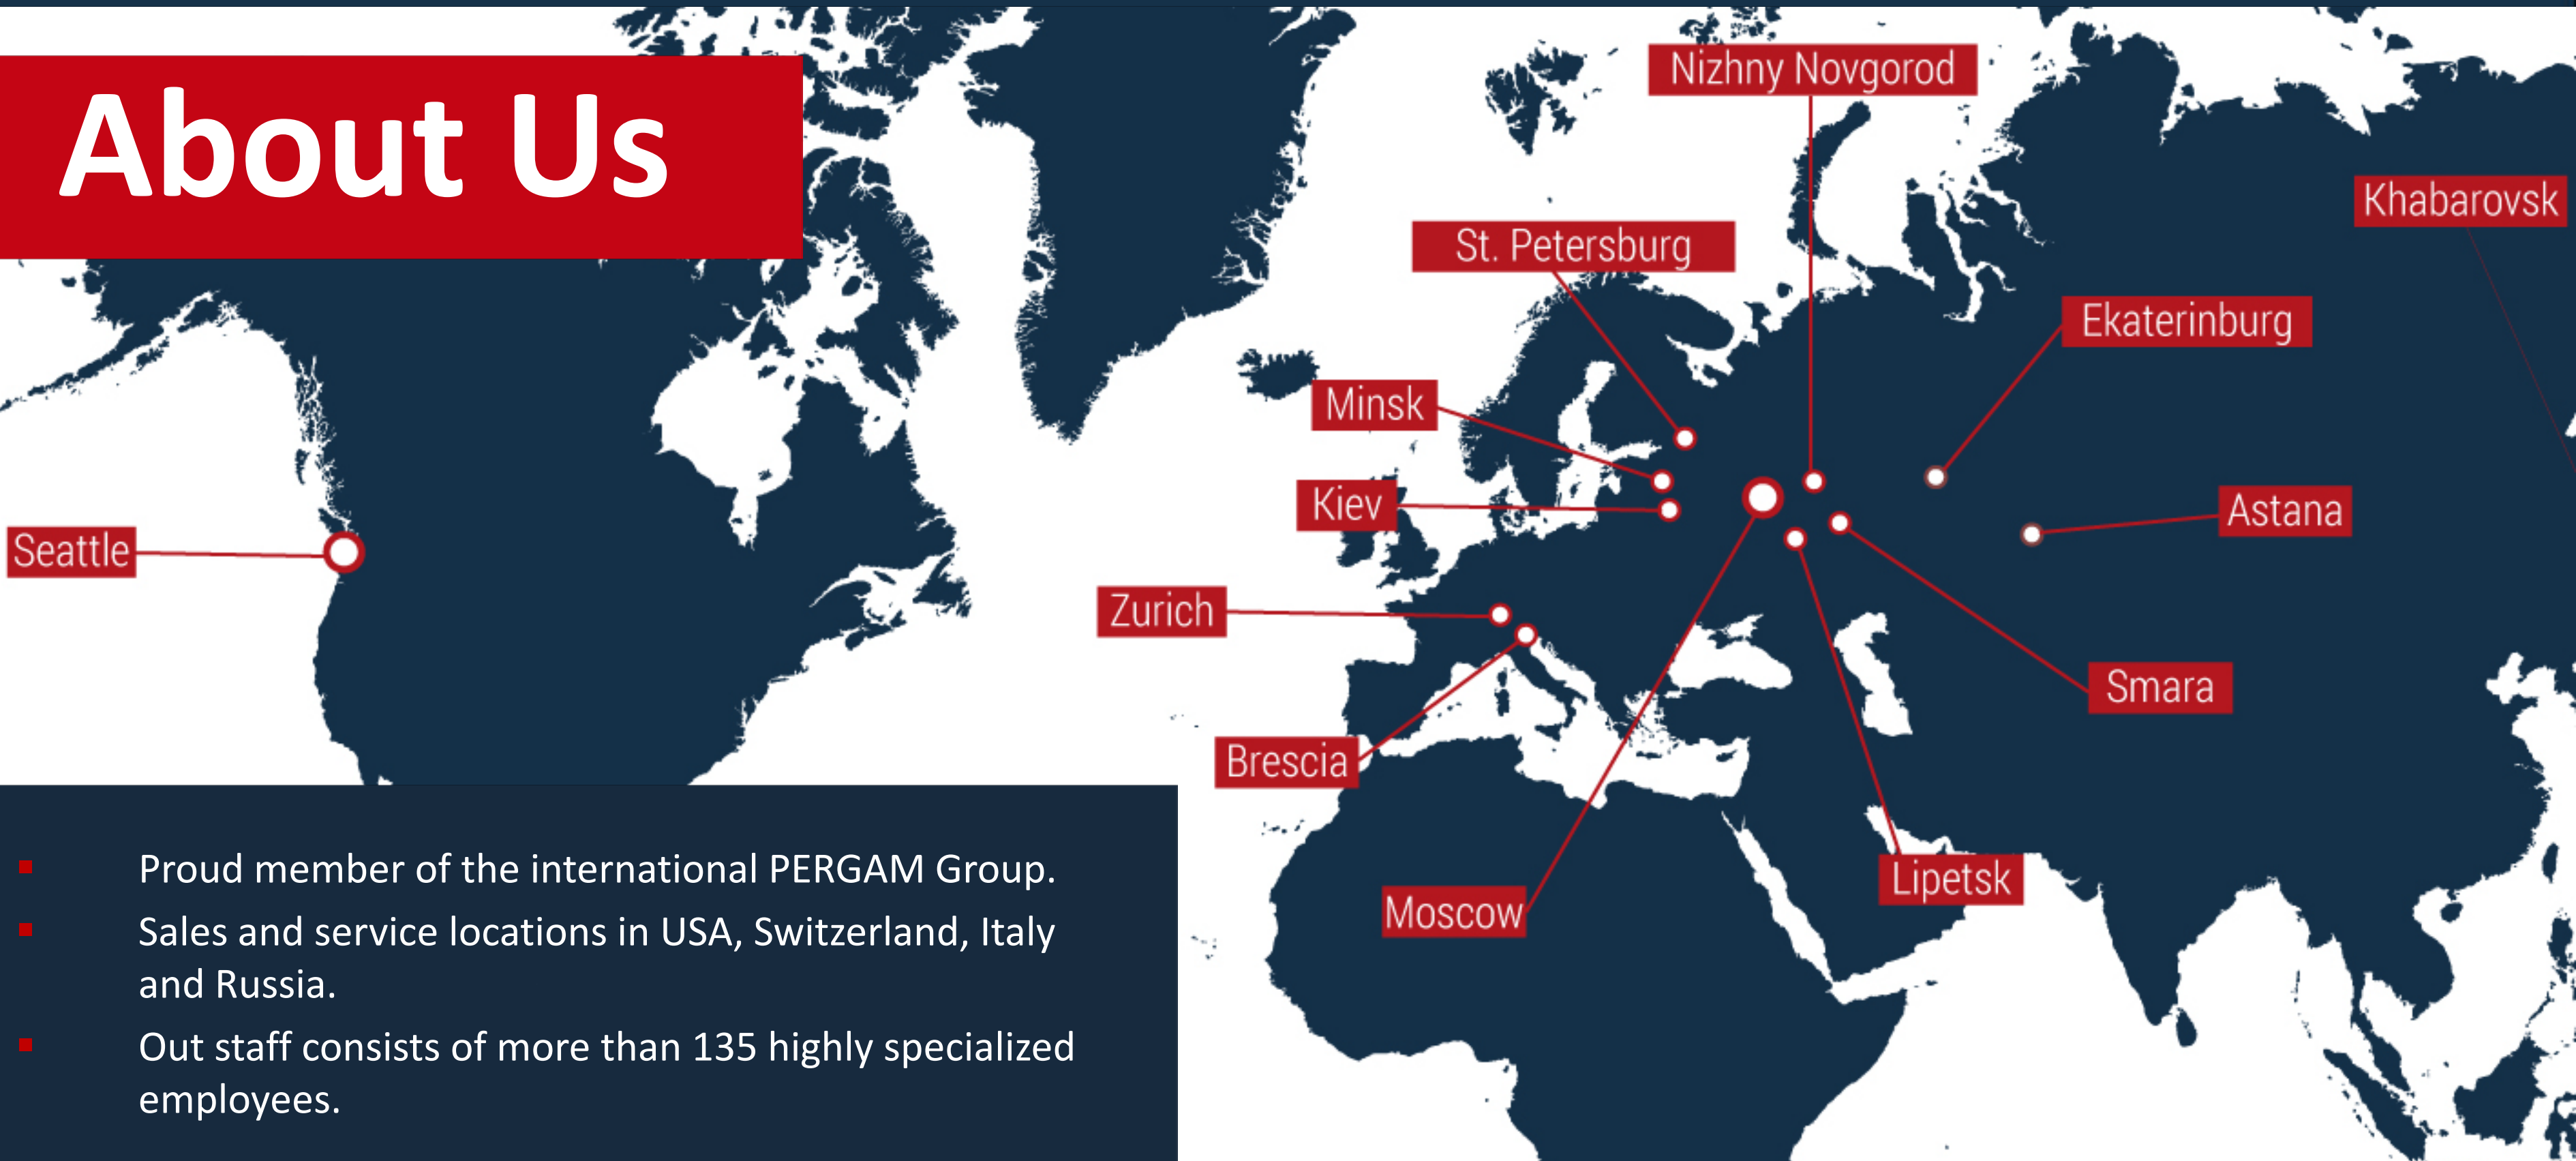 About Us
Nizhny Novgorod
Khabarovsk
St. Petersburg
Ekaterinburg
Minsk
Kiev
Astana
Seattle
Zurich
Smara
Brescia
Lipetsk
Moscow
Proud member of the international PERGAM Group.
Sales and service locations in USA, Switzerland, Italy
and Russia.
Out staff consists of more than 135 highly specialized
employees.